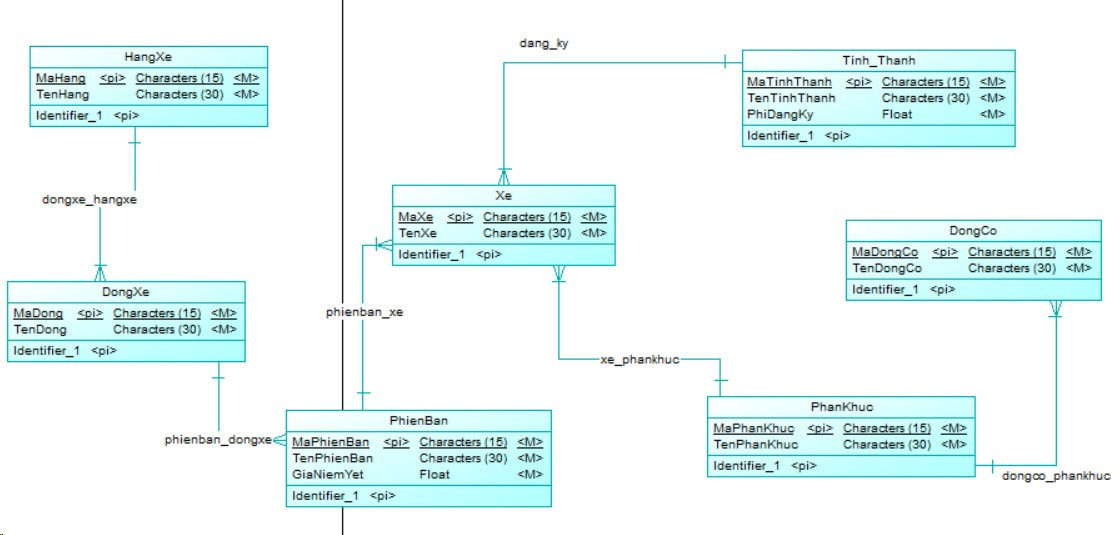 HangXe
MaHang <pi> Characters (15) <M>
TenHang Characters (30) <M>
Identifier_1 <pi>
dang_ky
Tinh_Thanh
MaTinhThanh <pi> Characters (15) <M>
TenTinhThanh Characters (30) <M>
PhiDangKy Float <M>
Identifier_1 <pi>
dongxe_hangxe
Xe
MaXe <pi> Characters (15) <M>
TenXe Characters (30) <M>
Identifier_1 <pi>
DongCo
MaDongCo <pi> Characters (15) <M>
TenDongCo Characters (30) <M>
Identifier_1 <pi>
DongXe
MaDong <pi> Characters (15) <M>
TenDong Characters (30) <M>
Identifier_1 <pi>
phienban_xe
xe_phankhuc
phienban_dongxe
PhienBan
MaPhienBan <pi> Characters (15) <M>
TenPhienBan Characters (30) <M>
GiaNiemYet Float <M>
Identifier_1 <pi>
PhanKhuc
MaPhanKhuc <pi> Characters (15) <M>
TenPhanKhuc Characters (30) <M>
Identifier_1 <pi>
dongco_phankhuc